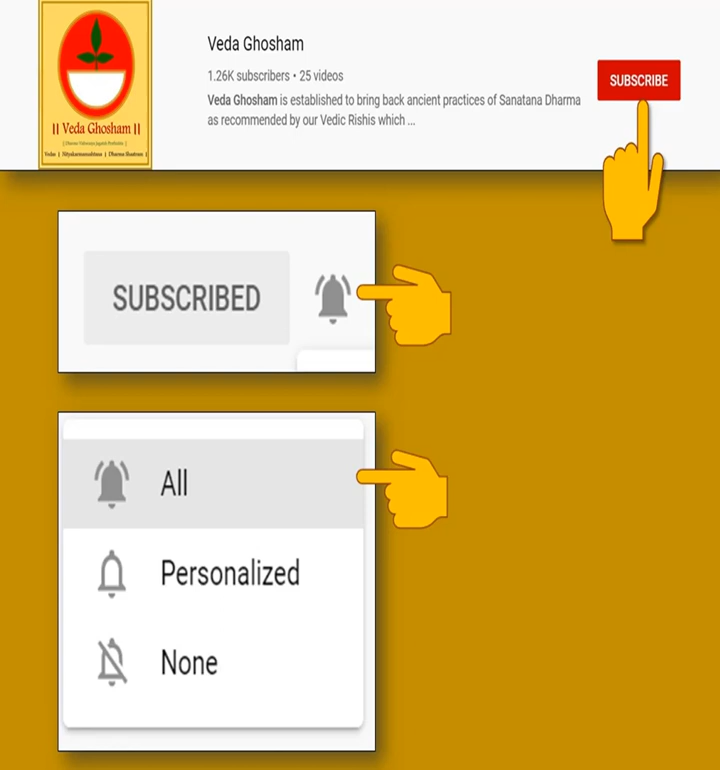 || Veda Ghosham ||
Vedas | Nityakarmanushtana | Dharma Shastram |
Veda Ghosham
1.26K subscribers • 25 videos
Veda Ghosham is established to bring back ancient practices of Sanatana Dharma
as recommended by our Vedic Rishis which ...
SUBSCRIBE
SUBSCRIBED
All
Personalized
None